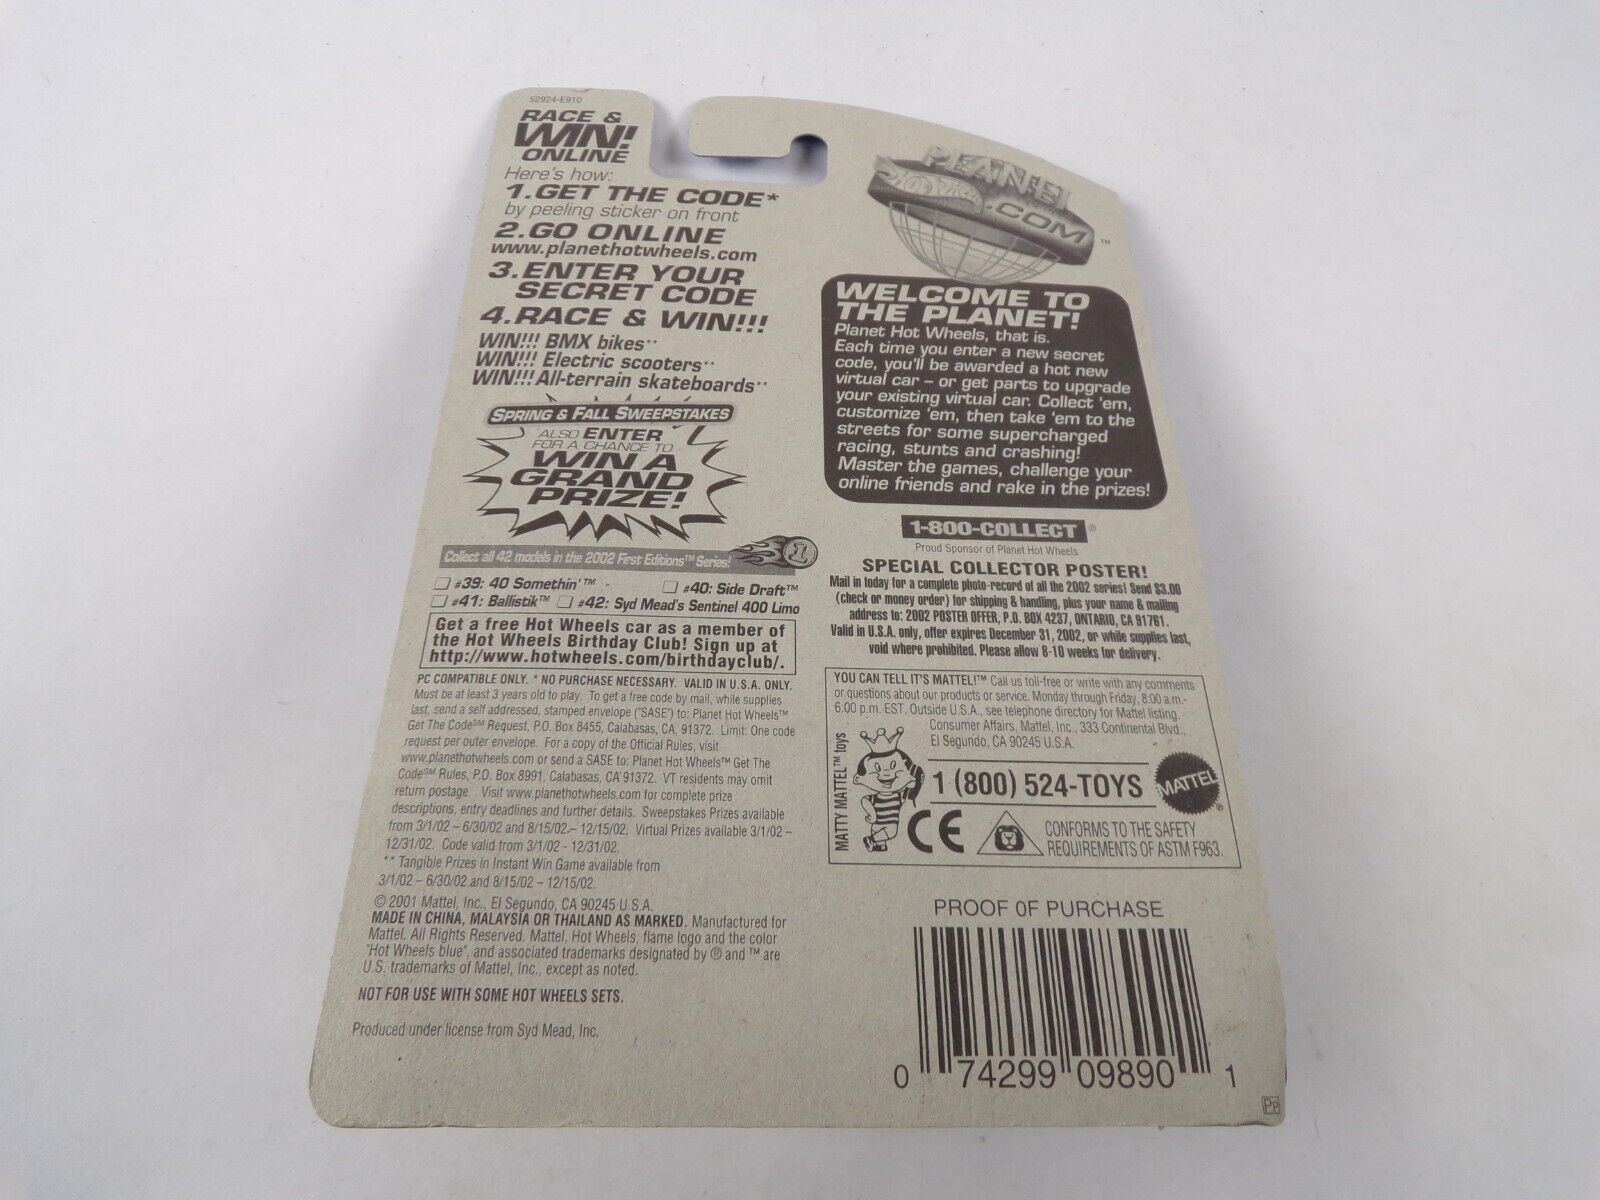 52924-E910
RACE &
WIN!
ONLINE
Here's how:
1.GET THE CODE*
by peeling sticker on front
2.GO ONLINE
www.planethotwheels.com
3.ENTER YOUR
SECRET CODE
4.RACE & WIN!!!
WIN!!! BMX bikes**
WIN!!! Electric scooters**
WIN!!! All-terrain skateboards**
SPRING & FALL SWEEPSTAKES
ALSO ENTER
FOR A CHANCE TO
WIN A
GRAND
PRIZE!
Collect all 42 models in the 2002 First Editions™ Series!
1
#39: 40 Somethin'™ #40: Side Draft™
#41: Ballistik™ #42: Syd Mead's Sentinel 400 Limo
Get a free Hot Wheels car as a member of
the Hot Wheels Birthday Club! Sign up at
http://www.hotwheels.com/birthdayclub/.
PC COMPATIBLE ONLY. * NO PURCHASE NECESSARY. VALID IN U.S.A. ONLY.
Must be at least 3 years old to play. To get a free code by mail, while supplies
last, send a self addressed, stamped envelope ("SASE") to: Planet Hot Wheels™
Get The Code℠ Request, P.O. Box 8455, Calabasas, CA, 91372. Limit: One code
request per outer envelope. For a copy of the Official Rules, visit
www.planethotwheels.com or send a SASE to: Planet Hot Wheels™ Get The
Code℠ Rules, P.O. Box 8991, Calabasas, CA 91372. VT residents may omit
return postage. Visit www.planethotwheels.com for complete prize
descriptions, entry deadlines and further details. Sweepstakes Prizes available
from 3/1/02 – 6/30/02 and 8/15/02 – 12/15/02. Virtual Prizes available 3/1/02 –
12/31/02. Code valid from 3/1/02 - 12/31/02.
** Tangible Prizes in Instant Win Game available from
3/1/02 – 6/30/02 and 8/15/02 – 12/15/02.
© 2001 Mattel, Inc., El Segundo, CA 90245 U.S.A.
MADE IN CHINA, MALAYSIA OR THAILAND AS MARKED. Manufactured for
Mattel. All Rights Reserved. Mattel, Hot Wheels, flame logo and the color
"Hot Wheels blue", and associated trademarks designated by ® and ™ are
U.S. trademarks of Mattel, Inc., except as noted.
NOT FOR USE WITH SOME HOT WHEELS SETS.
Produced under license from Syd Mead, Inc.
PLANET
Hot Wheels
.COM™
WELCOME TO
THE PLANET!
Planet Hot Wheels, that is.
Each time you enter a new secret
code, you'll be awarded a hot new
virtual car – or get parts to upgrade
your existing virtual car. Collect 'em,
customize 'em, then take 'em to the
streets for some supercharged
racing, stunts and crashing!
Master the games, challenge your
online friends and rake in the prizes!
1-800-COLLECT®
Proud Sponsor of Planet Hot Wheels
SPECIAL COLLECTOR POSTER!
Mail in today for a complete photo-record of all the 2002 series! Send $3.00
(check or money order) for shipping & handling, plus your name & mailing
address to: 2002 POSTER OFFER, P.O. BOX 4237, ONTARIO, CA 91761.
Valid in U.S.A. only, offer expires December 31, 2002, or while supplies last,
void where prohibited. Please allow 8-10 weeks for delivery.
YOU CAN TELL IT'S MATTEL!™ Call us toll-free or write with any comments
or questions about our products or service. Monday through Friday, 8:00 a.m.-
6:00 p.m. EST. Outside U.S.A., see telephone directory for Mattel listing.
Consumer Affairs, Mattel, Inc., 333 Continental Blvd.,
El Segundo, CA 90245 U.S.A.
MATTY MATTEL™ toys
1 (800) 524-TOYS
MATTEL®
CE
CONFORMS TO THE SAFETY
REQUIREMENTS OF ASTM F963.
PROOF OF PURCHASE
0 74299 09890 1
PP